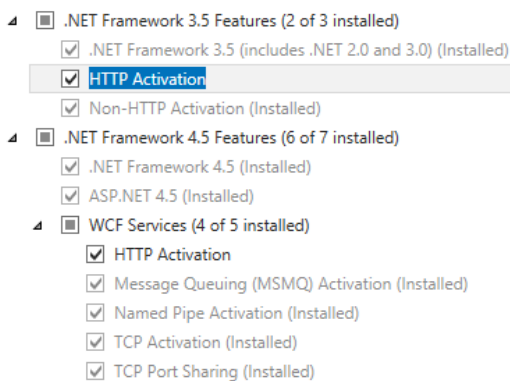 .NET Framework 3.5 Features (2 of 3 installed)
.NET Framework 3.5 (includes .NET 2.0 and 3.0) (Installed)
HTTP Activation
Non-HTTP Activation (Installed)
.NET Framework 4.5 Features (6 of 7 installed)
.NET Framework 4.5 (Installed)
ASP.NET 4.5 (Installed)
WCF Services (4 of 5 installed)
HTTP Activation
Message Queuing (MSMQ) Activation (Installed)
Named Pipe Activation (Installed)
TCP Activation (Installed)
TCP Port Sharing (Installed)